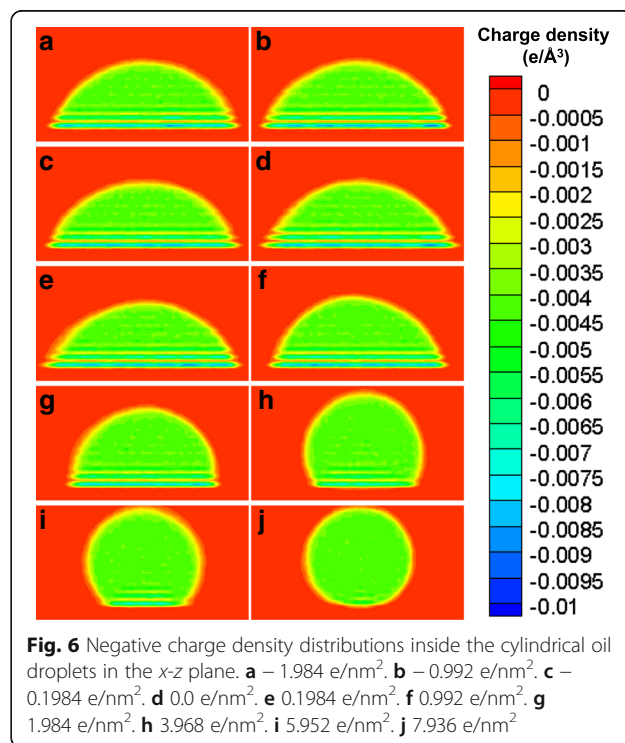 a b
c d
e f
g h
i j
Charge density
(e/Å³)
0
-0.0005
-0.001
-0.0015
-0.002
-0.0025
-0.003
-0.0035
-0.004
-0.0045
-0.005
-0.0055
-0.006
-0.0065
-0.007
-0.0075
-0.008
-0.0085
-0.009
-0.0095
-0.01
Fig. 6 Negative charge density distributions inside the cylindrical oil
droplets in the x-z plane. a − 1.984 e/nm². b − 0.992 e/nm². c −
0.1984 e/nm². d 0.0 e/nm². e 0.1984 e/nm². f 0.992 e/nm². g
1.984 e/nm². h 3.968 e/nm². i 5.952 e/nm². j 7.936 e/nm²